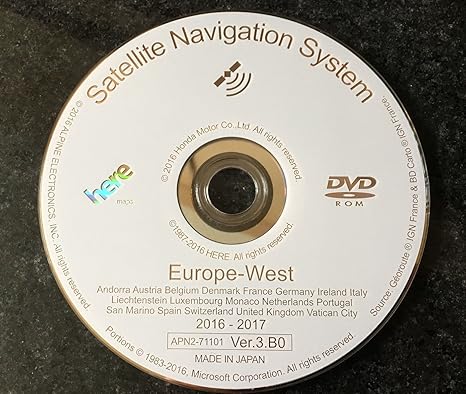 Satellite Navigation System
© 2016 ALPINE ELECTRONICS, INC. All rights reserved.
© 2016 Honda Motor Co.,Ltd. All rights reserved.
here
maps
DVD
ROM
©1987-2016 HERE. All rights reserved.
Europe-West
Andorra Austria Belgium Denmark France Germany Ireland Italy
Liechtenstein Luxembourg Monaco Netherlands Portugal
San Marino Spain Switzerland United Kingdom Vatican City
2016 - 2017
APN2-71101 Ver.3.B0
MADE IN JAPAN
Portions © 1983-2016, Microsoft Corporation. All rights reserved.
Source: Géoroute ® IGN France & BD Carto ® IGN France.